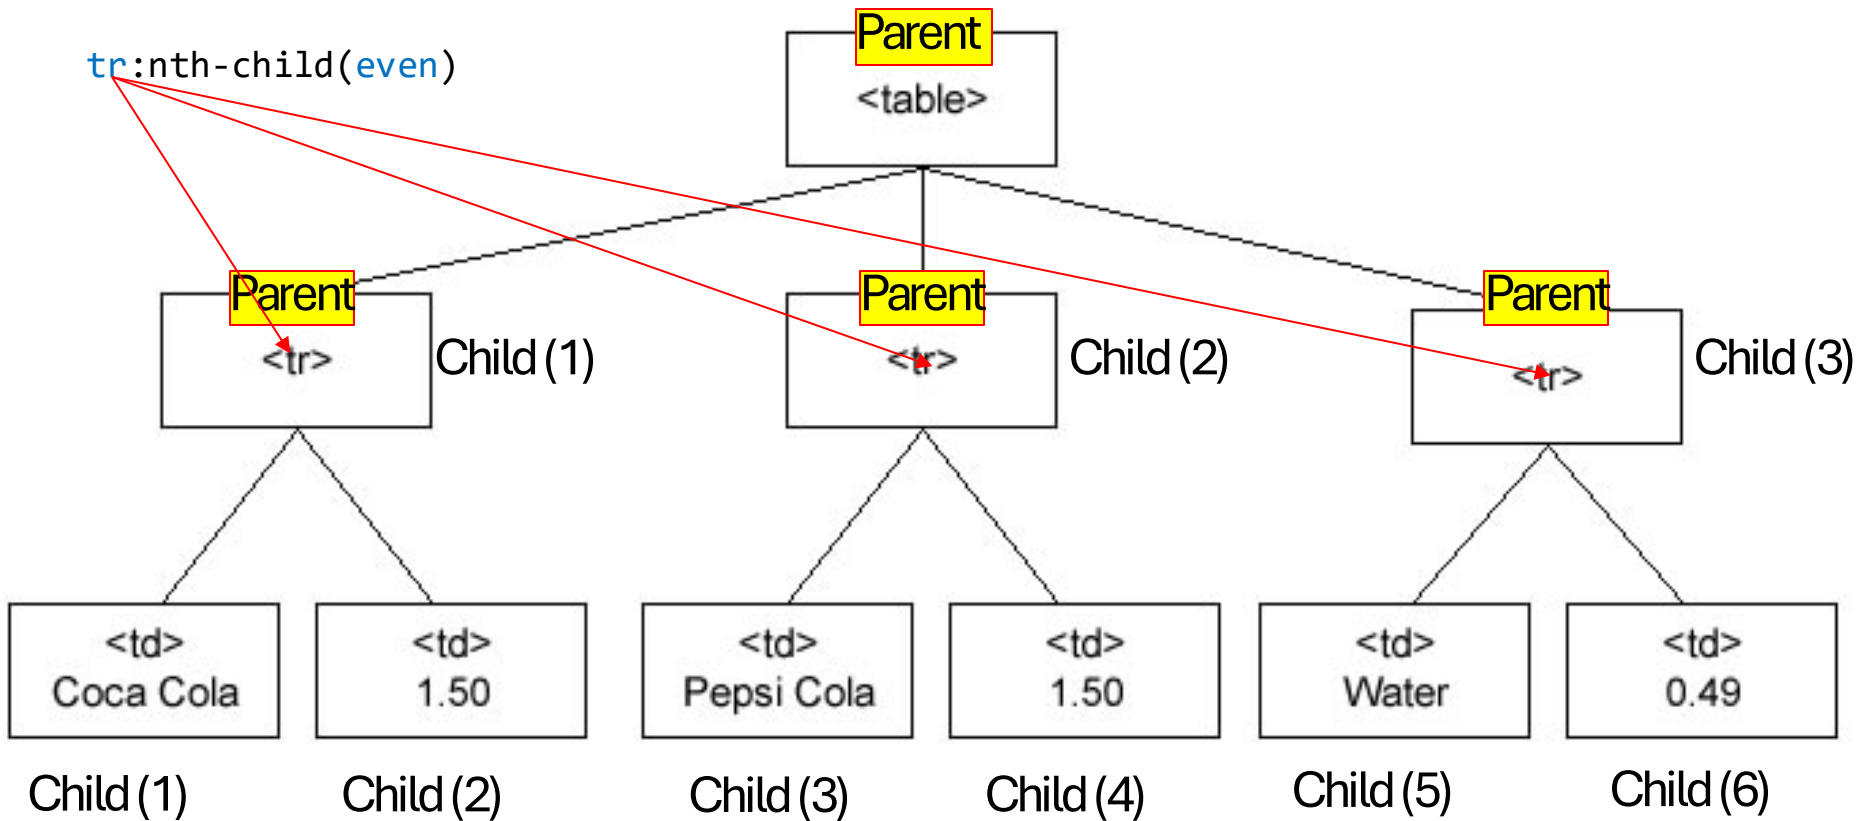 Parent
tr:nth-child(even)
<table>
Parent
Parent
Parent
<tr>
Child (1)
<tr>
Child (2)
<tr>
Child (3)
<td>
Coca Cola
<td>
1.50
<td>
Pepsi Cola
<td>
1.50
<td>
Water
<td>
0.49
Child (1)
Child (2)
Child (3)
Child (4)
Child (5)
Child (6)